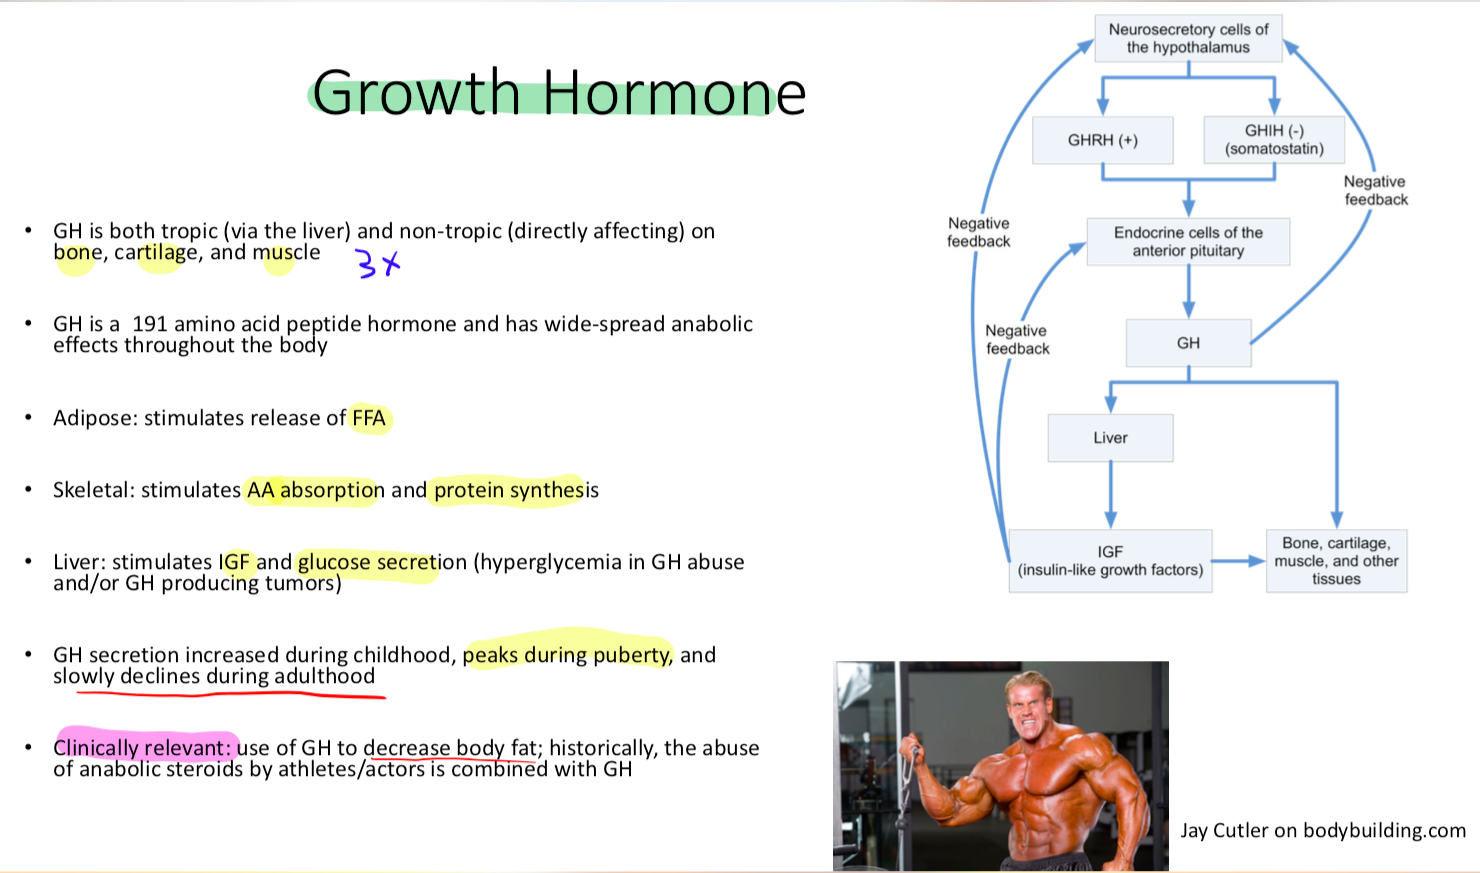 Growth Hormone
• GH is both tropic (via the liver) and non-tropic (directly affecting) on
bone, cartilage, and muscle
3x
• GH is a 191 amino acid peptide hormone and has wide-spread anabolic
effects throughout the body
• Adipose: stimulates release of FFA
• Skeletal: stimulates AA absorption and protein synthesis
• Liver: stimulates IGF and glucose secretion (hyperglycemia in GH abuse
and/or GH producing tumors)
• GH secretion increased during childhood, peaks during puberty, and
slowly declines during adulthood
• Clinically relevant: use of GH to decrease body fat; historically, the abuse
of anabolic steroids by athletes/actors is combined with GH
Neurosecretory cells of
the hypothalamus
GHRH (+)
GHIH (-)
(somatostatin)
Negative
feedback
Negative
feedback
Endocrine cells of the
anterior pituitary
Negative
feedback
GH
Liver
IGF
(insulin-like growth factors)
Bone, cartilage,
muscle, and other
tissues
Jay Cutler on bodybuilding.com